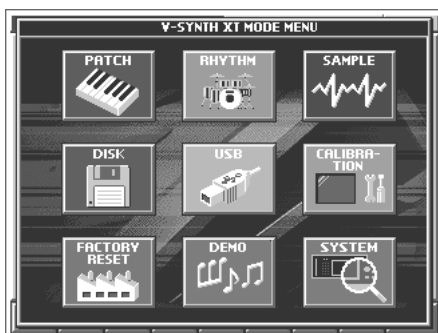 V-SYNTH XT MODE MENU
PATCH
RHYTHM
SAMPLE
DISK
USB
CALIBRA-
TION
FACTORY
RESET
DEMO
SYSTEM